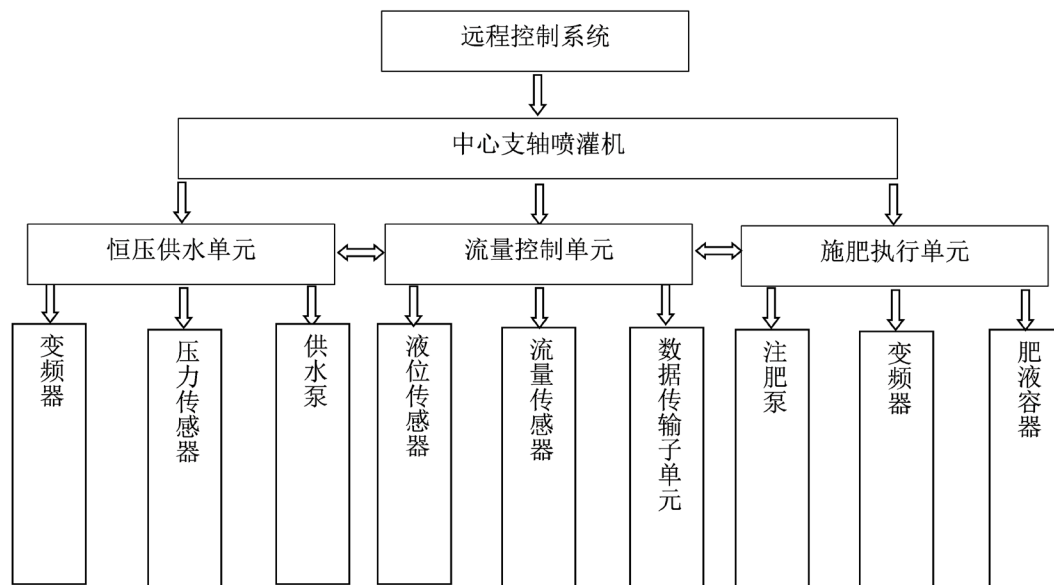 远程控制系统
中心支轴喷灌机
恒压供水单元
流量控制单元
施肥执行单元
变频器
压力传感器
供水泵
液位传感器
流量传感器
数据传输子单元
注肥泵
变频器
肥液容器